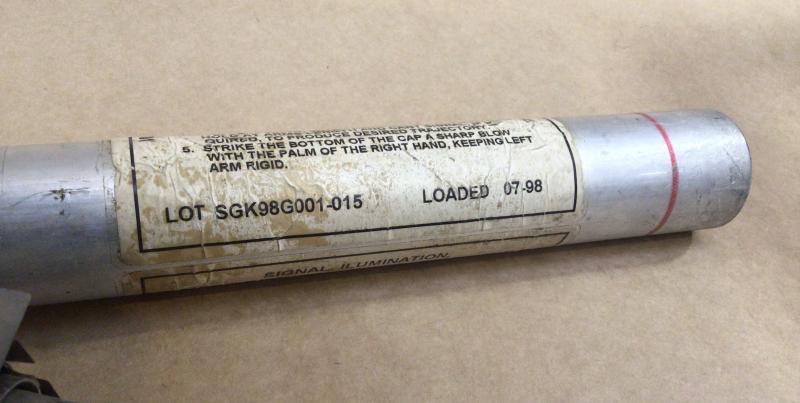 QUIRED, TO PRODUCE DESIRED TRAJECTORY.
5. STRIKE THE BOTTOM OF THE CAP A SHARP BLOW
WITH THE PALM OF THE RIGHT HAND, KEEPING LEFT
ARM RIGID.
LOT SGK98G001-015 LOADED 07-98
SIGNAL, ILUMINATION,